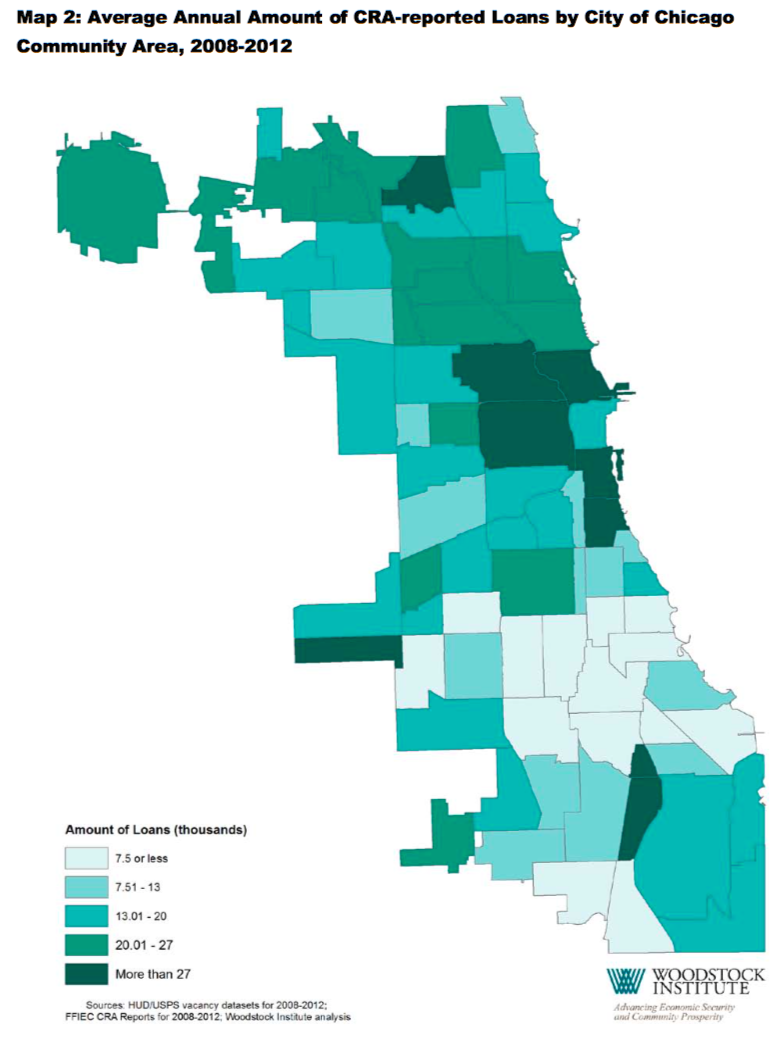 Map 2: Average Annual Amount of CRA-reported Loans by City of Chicago
Community Area, 2008-2012
Amount of Loans (thousands)
7.5 or less
7.51 - 13
13.01 - 20
20.01 - 27
More than 27
Sources: HUD/USPS vacancy datasets for 2008-2012;
FFIEC CRA Reports for 2008-2012; Woodstock Institute analysis
WOODSTOCK
INSTITUTE
Advancing Economic Security
and Community Prosperity